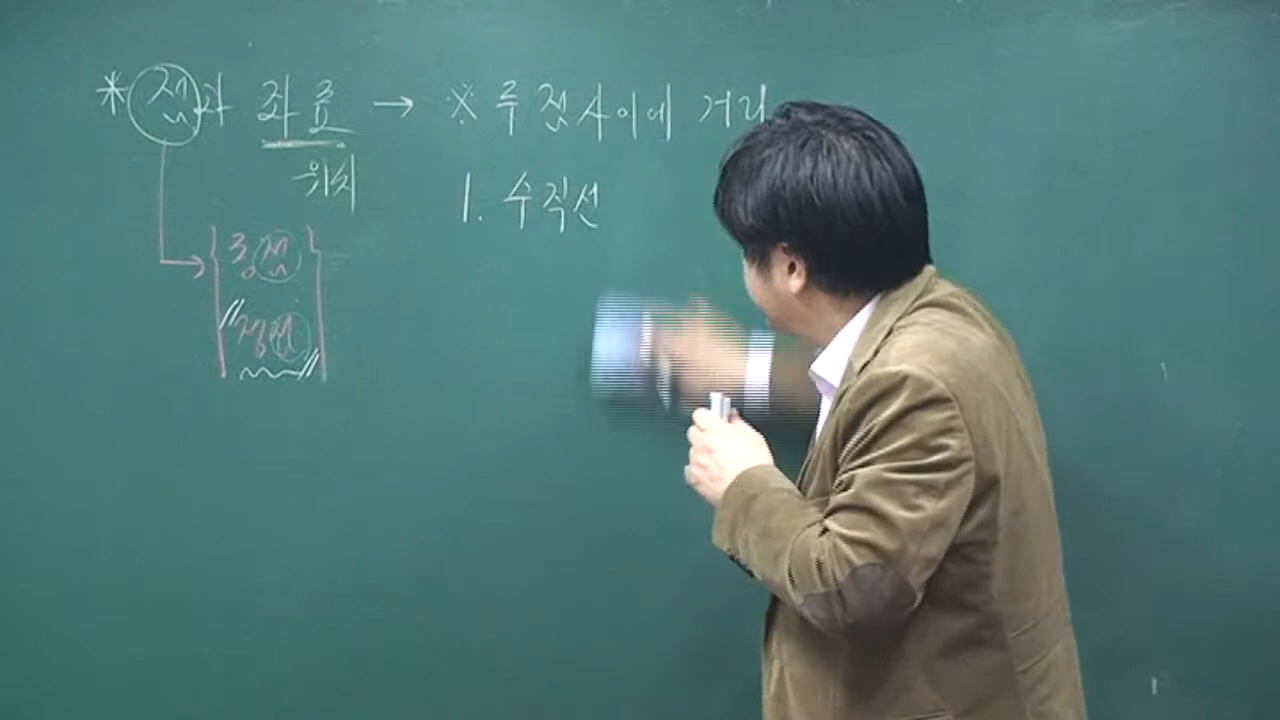 * 점과 좌표 → ※ 두 점사이에 거리
위치
1. 수직선
중점
정점